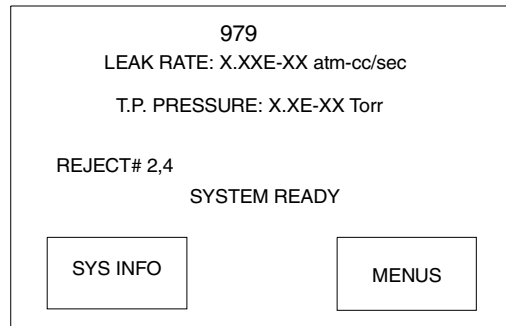 979
LEAK RATE: X.XXE-XX atm-cc/sec
T.P. PRESSURE: X.XE-XX Torr
REJECT# 2,4
SYSTEM READY
SYS INFO
MENUS